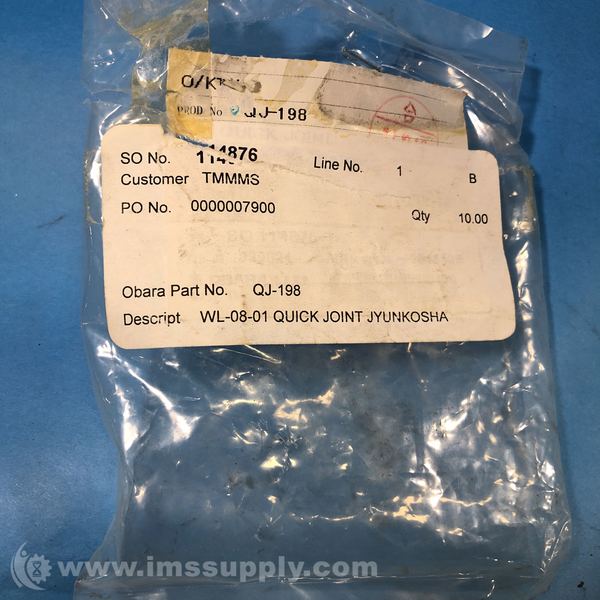 PROD No QJ-198
SO No. 114876 Line No. 1 B
Customer TMMMS
PO No. 0000007900 Qty 10.00
Obara Part No. QJ-198
Descript WL-08-01 QUICK JOINT JYUNKOSHA
www.imssupply.com